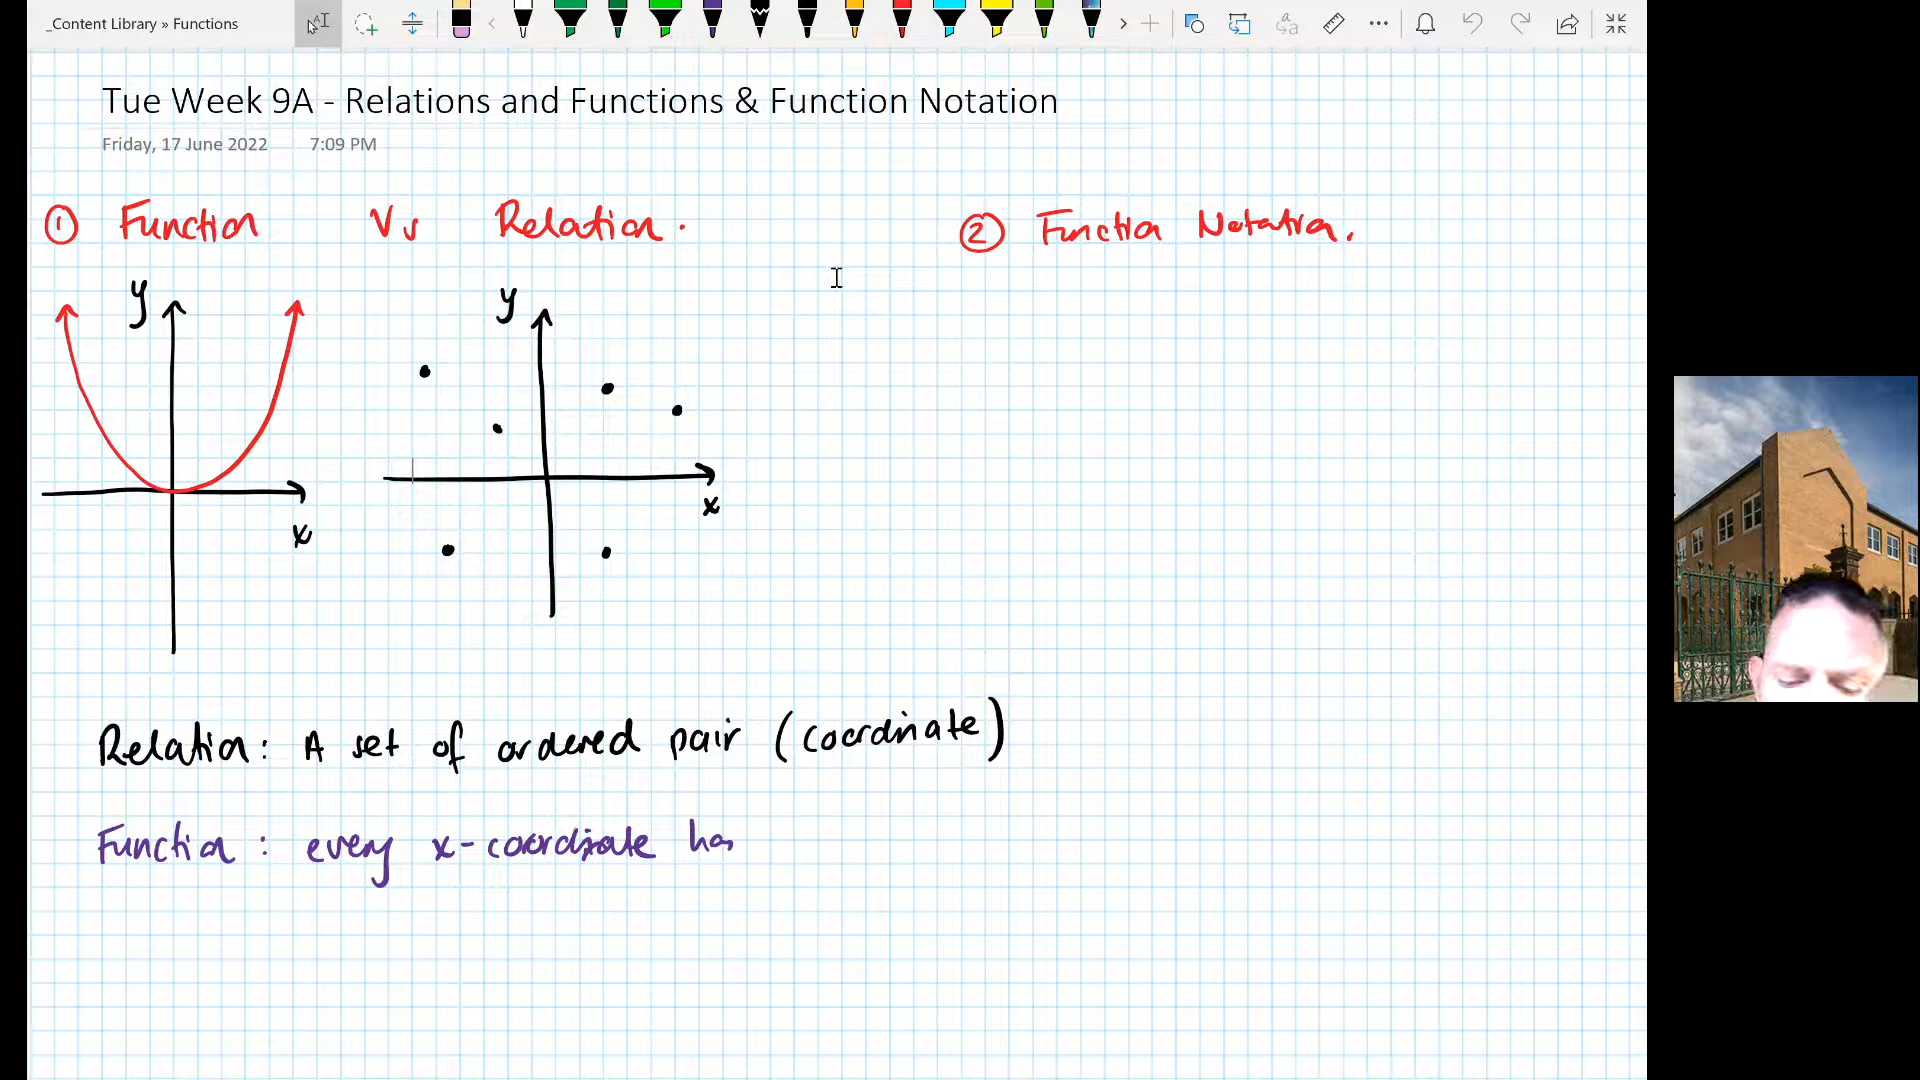 _Content Library » Functions
Tue Week 9A - Relations and Functions & Function Notation
Friday, 17 June 2022 7:09 PM
① Function Vs Relation.
② Function Notation.
y
y
x
x
Relation: A set of ordered pair (coordinate)
Function: every x-coordinate has